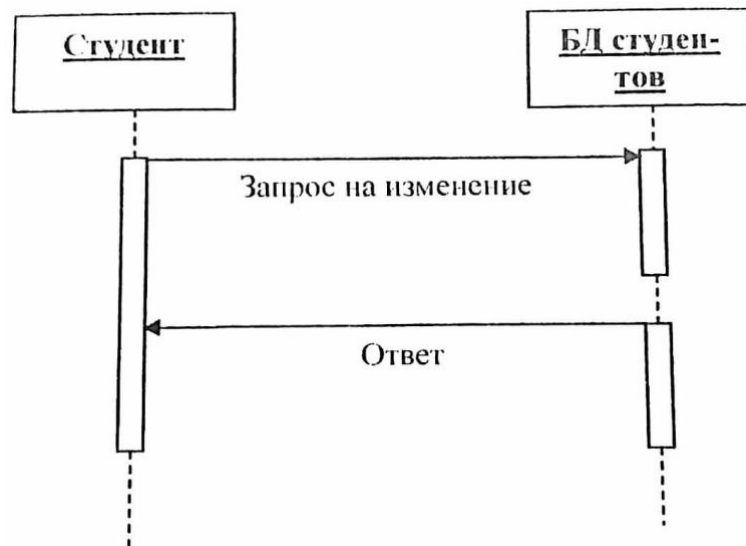 Студент
БД студен-
тов
Запрос на изменение
Ответ